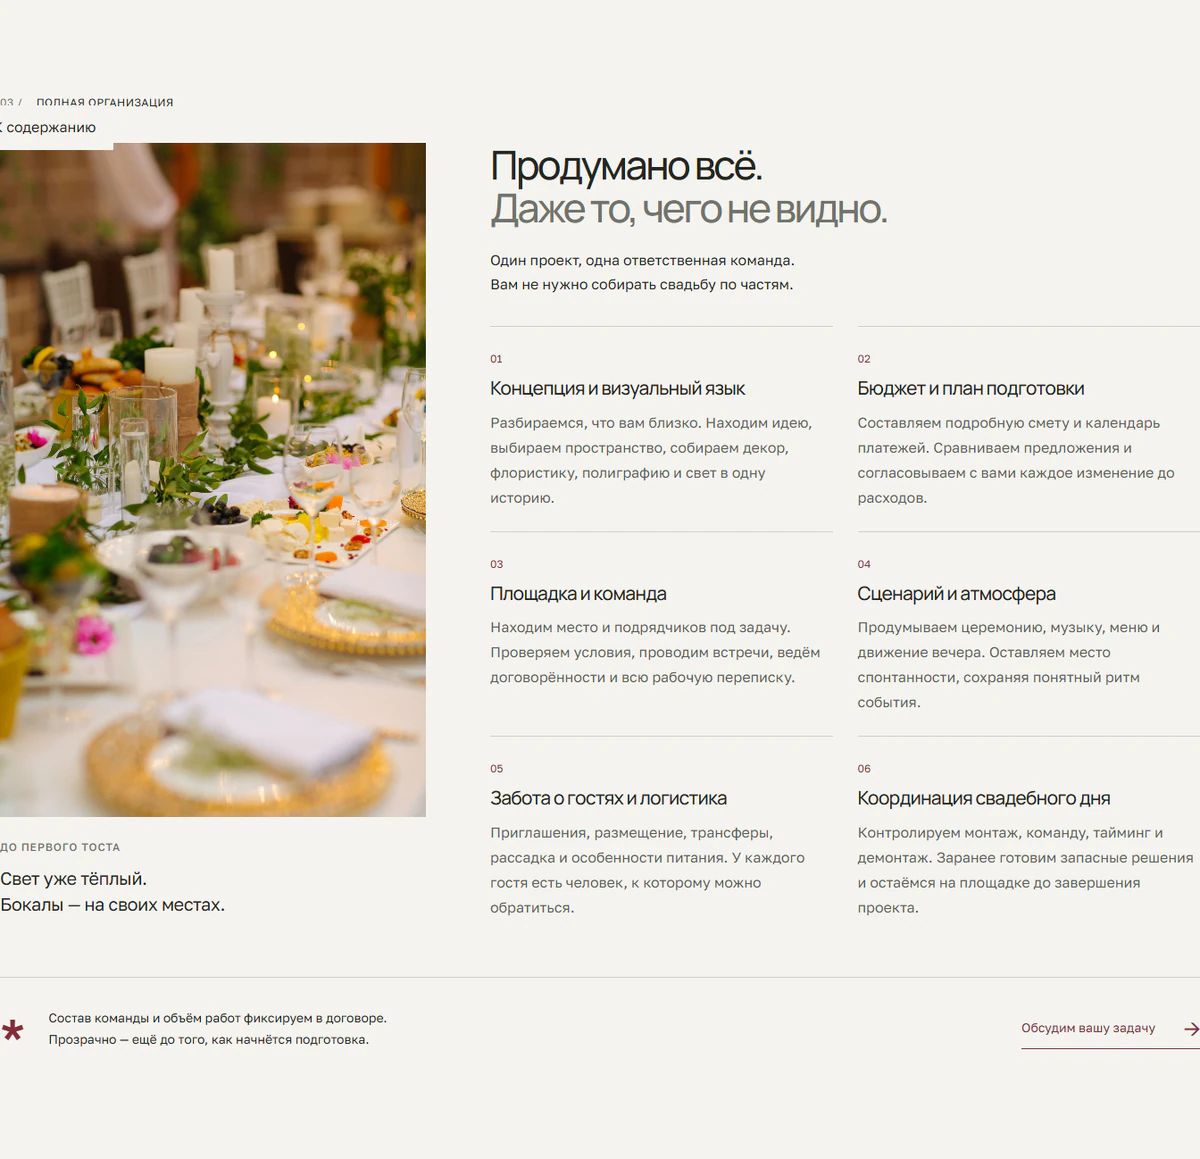 03 / ПОЛНАЯ ОРГАНИЗАЦИЯ
К содержанию
Продумано всё.
Даже то, чего не видно.
Один проект, одна ответственная команда.
Вам не нужно собирать свадьбу по частям.
01
Концепция и визуальный язык
Разбираемся, что вам близко. Находим идею,
выбираем пространство, собираем декор,
флористику, полиграфию и свет в одну
историю.
02
Бюджет и план подготовки
Составляем подробную смету и календарь
платежей. Сравниваем предложения и
согласовываем с вами каждое изменение до
расходов.
03
Площадка и команда
Находим место и подрядчиков под задачу.
Проверяем условия, проводим встречи, ведём
договорённости и всю рабочую переписку.
04
Сценарий и атмосфера
Продумываем церемонию, музыку, меню и
движение вечера. Оставляем место
спонтанности, сохраняя понятный ритм
события.
05
Забота о гостях и логистика
Приглашения, размещение, трансферы,
рассадка и особенности питания. У каждого
гостя есть человек, к которому можно
обратиться.
06
Координация свадебного дня
Контролируем монтаж, команду, тайминг и
демонтаж. Заранее готовим запасные решения
и остаёмся на площадке до завершения
проекта.
ДО ПЕРВОГО ТОСТА
Свет уже тёплый.
Бокалы — на своих местах.
* Состав команды и объём работ фиксируем в договоре.
Прозрачно — ещё до того, как начнётся подготовка.
Обсудим вашу задачу →